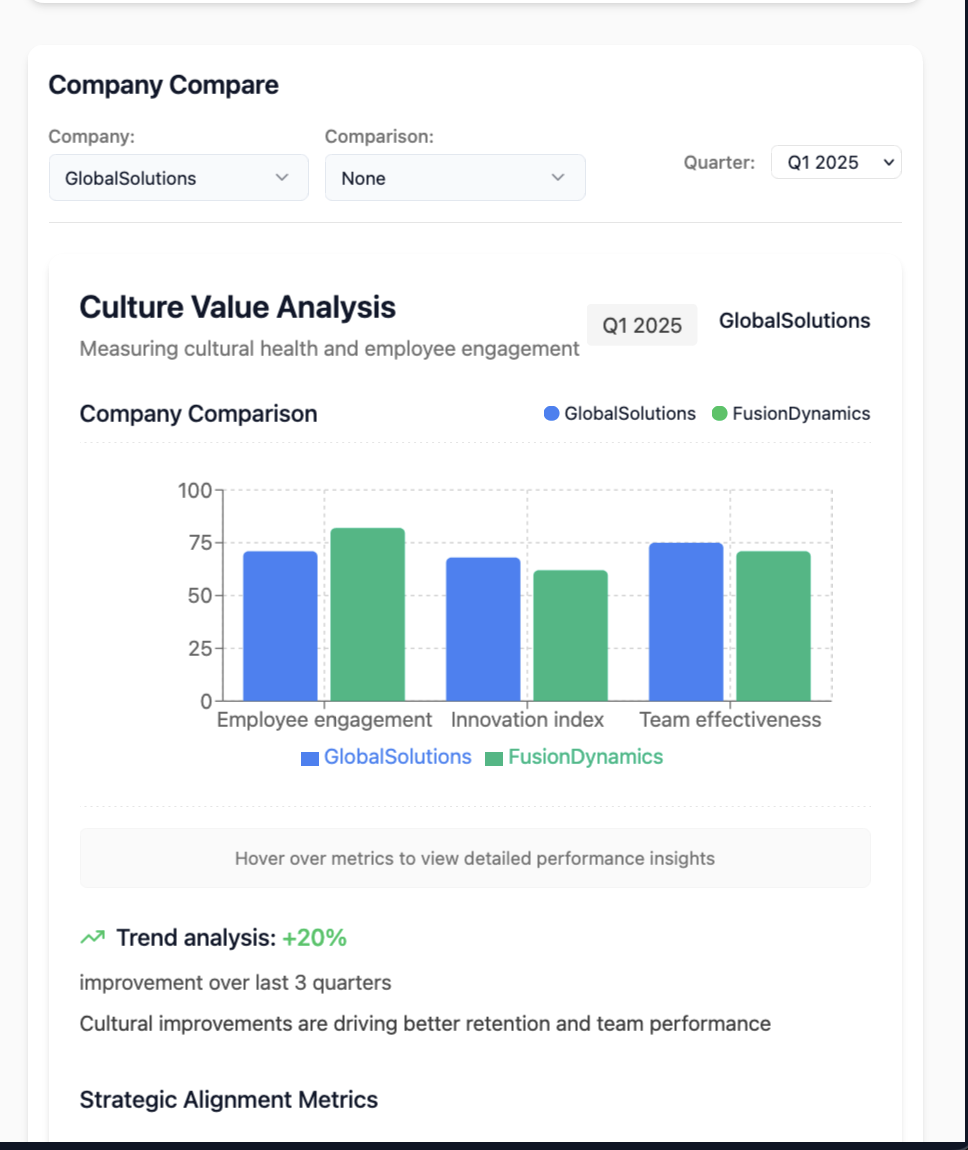 Company Compare
Company:
Comparison:
GlobalSolutions
None
Quarter:
Q1 2025
Culture Value Analysis
Measuring cultural health and employee engagement
Q1 2025
GlobalSolutions
Company Comparison
GlobalSolutions
FusionDynamics
100
75
50
25
0
Employee engagement
Innovation index
Team effectiveness
GlobalSolutions
FusionDynamics
Hover over metrics to view detailed performance insights
Trend analysis: +20%
improvement over last 3 quarters
Cultural improvements are driving better retention and team performance
Strategic Alignment Metrics